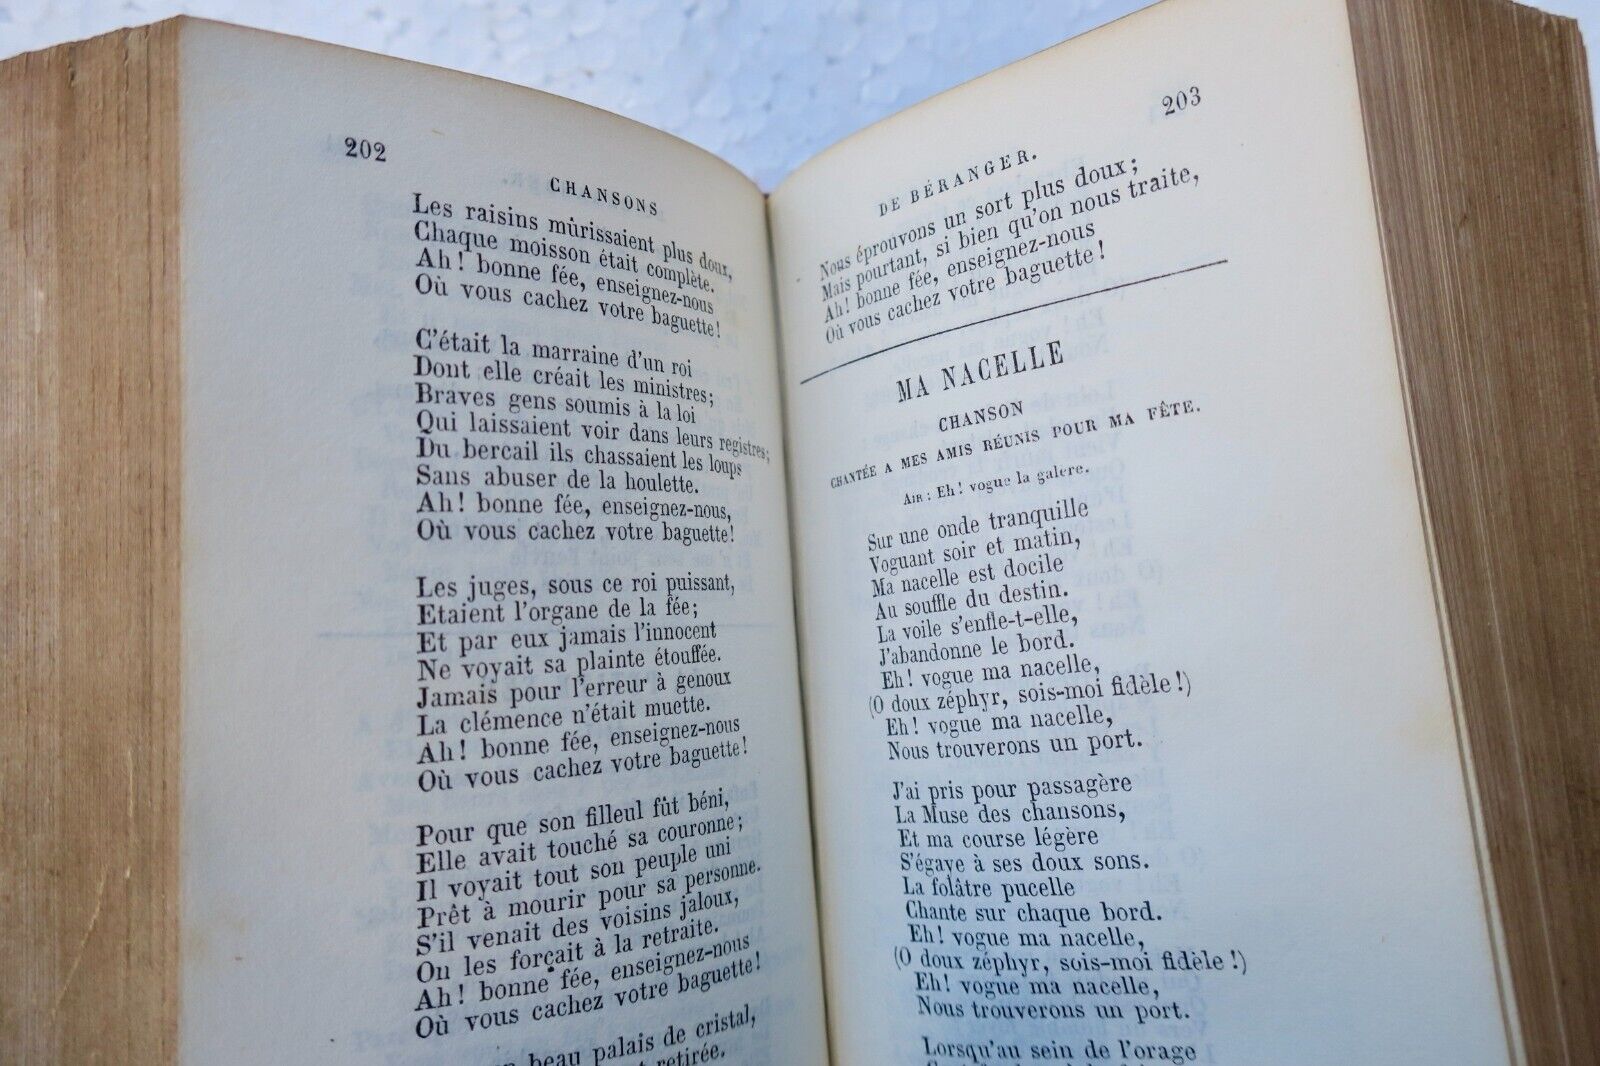 202
CHANSONS
Les raisins mûrissaient plus doux,
Chaque moisson était complète.
Ah! bonne fée, enseignez-nous
Où vous cachez votre baguette!
C'était la marraine d'un roi
Dont elle créait les ministres;
Braves gens soumis à la loi
Qui laissaient voir dans leurs registres;
Du bercail ils chassaient les loups
Sans abuser de la houlette.
Ah! bonne fée, enseignez-nous,
Où vous cachez votre baguette!
Les juges, sous ce roi puissant,
Etaient l'organe de la fée;
Et par eux jamais l'innocent
Ne voyait sa plainte étouffée.
Jamais pour l'erreur à genoux
La clémence n'était muette.
Ah! bonne fée, enseignez-nous
Où vous cachez votre baguette!
Pour que son filleul fût béni,
Elle avait touché sa couronne;
Il voyait tout son peuple uni
Prêt à mourir pour sa personne.
S'il venait des voisins jaloux,
On les forçait à la retraite.
Ah! bonne fée, enseignez-nous
Où vous cachez votre baguette!
beau palais de cristal,
retirée.
203
DE BÉRANGER.
Nous éprouvons un sort plus doux;
Mais pourtant, si bien qu'on nous traite,
Ah! bonne fée, enseignez-nous
Où vous cachez votre baguette!
MA NACELLE
CHANSON
CHANTÉE A MES AMIS RÉUNIS POUR MA FÊTE.
AIR: Eh! vogue la galère.
Sur une onde tranquille
Voguant soir et matin,
Ma nacelle est docile
Au souffle du destin.
La voile s'enfle-t-elle,
J'abandonne le bord.
Eh! vogue ma nacelle,
(O doux zéphyr, sois-moi fidèle!)
Eh! vogue ma nacelle,
Nous trouverons un port.
J'ai pris pour passagère
La Muse des chansons,
Et ma course légère
S'égaye à ses doux sons.
La folâtre pucelle
Chante sur chaque bord.
Eh! vogue ma nacelle,
(O doux zéphyr, sois-moi fidèle!)
Eh! vogue ma nacelle,
Nous trouverons un port.
Lorsqu'au sein de l'orage